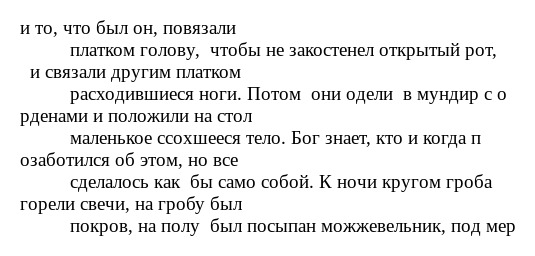 и то, что был он, повязали
платком голову,  чтобы не закостенел открытый рот,
и связали другим платком
расходившиеся ноги. Потом  они одели  в мундир с о
рденами и положили на стол
маленькое ссохшееся тело. Бог знает, кто и когда п
озаботился об этом, но все
сделалось как  бы само собой. К ночи кругом гроба
горели свечи, на гробу был
покров, на полу  был посыпан можжевельник, под мер